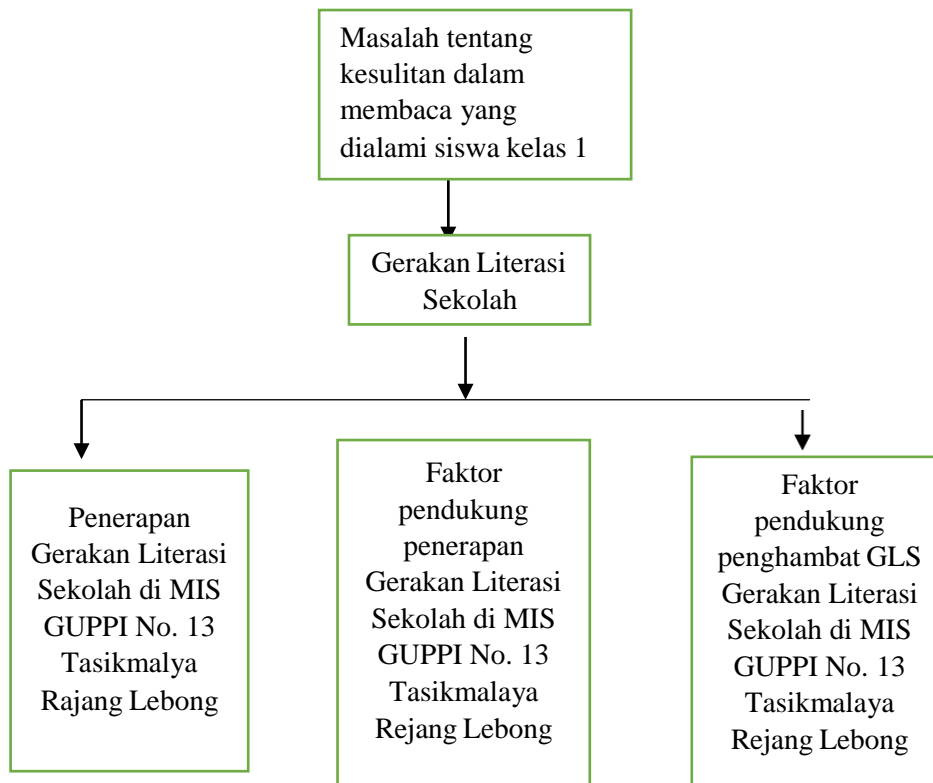 Masalah tentang
kesulitan dalam
membaca yang
dialami siswa kelas 1
Gerakan Literasi
Sekolah
Penerapan
Gerakan Literasi
Sekolah di MIS
GUPPI No. 13
Tasikmalya
Rajang Lebong
Faktor
pendukung
penerapan
Gerakan Literasi
Sekolah di MIS
GUPPI No. 13
Tasikmalaya
Rejang Lebong
Faktor
pendukung
penghambat GLS
Gerakan Literasi
Sekolah di MIS
GUPPI No. 13
Tasikmalaya
Rejang Lebong